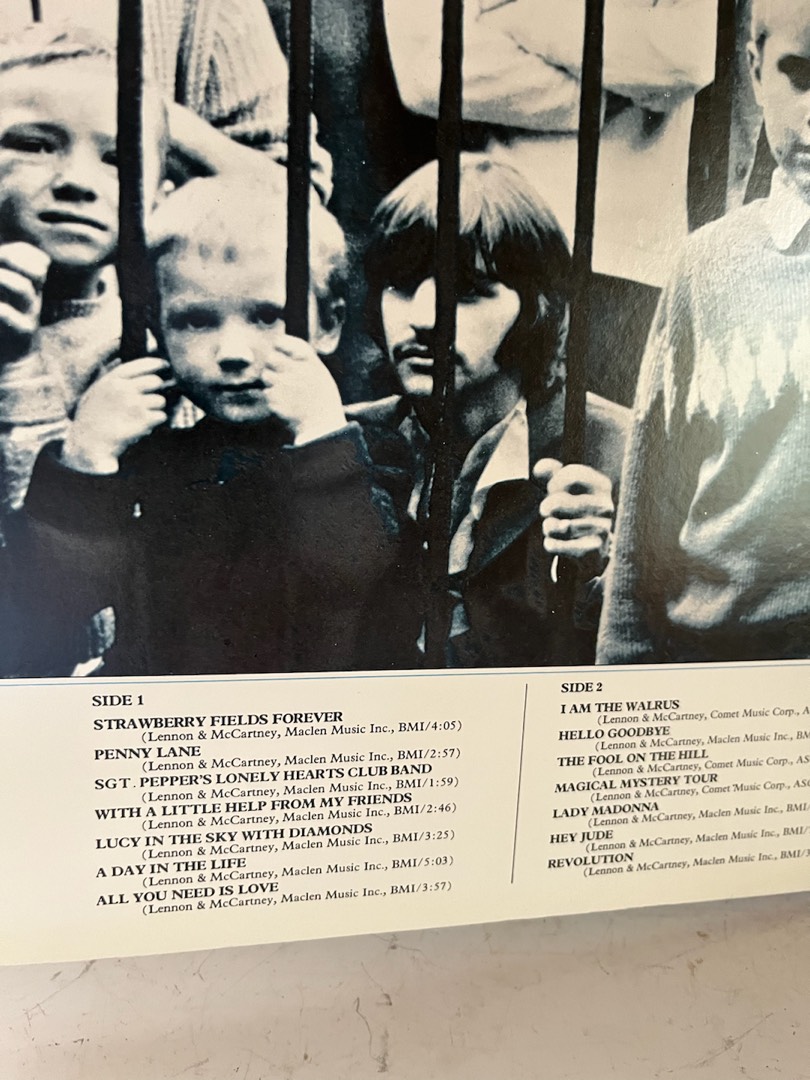 SIDE 1
STRAWBERRY FIELDS FOREVER
(Lennon & McCartney, Maclen Music Inc., BMI/4:05)
PENNY LANE
(Lennon & McCartney, Maclen Music Inc., BMI/2:57)
SGT. PEPPER'S LONELY HEARTS CLUB BAND
(Lennon & McCartney, Maclen Music Inc., BMI/1:59)
WITH A LITTLE HELP FROM MY FRIENDS
(Lennon & McCartney, Maclen Music Inc., BMI/2:46)
LUCY IN THE SKY WITH DIAMONDS
(Lennon & McCartney, Maclen Music Inc., BMI/3:25)
A DAY IN THE LIFE
(Lennon & McCartney, Maclen Music Inc., BMI/5:03)
ALL YOU NEED IS LOVE
(Lennon & McCartney, Maclen Music Inc., BMI/3:57)
SIDE 2
I AM THE WALRUS
(Lennon & McCartney, Comet Music Corp.,
HELLO GOODBYE
(Lennon & McCartney, Maclen Music Inc.,
THE FOOL ON THE HILL
(Lennon & McCartney, Comet Music Corp.,
MAGICAL MYSTERY TOUR
(Lennon & McCartney, Comet Music Corp.,
LADY MADONNA
(Lennon & McCartney, Maclen Music Inc., BMI/
HEY JUDE
(Lennon & McCartney, Maclen Music Inc., BMI/
REVOLUTION
(Lennon & McCartney, Maclen Music Inc., BMI/